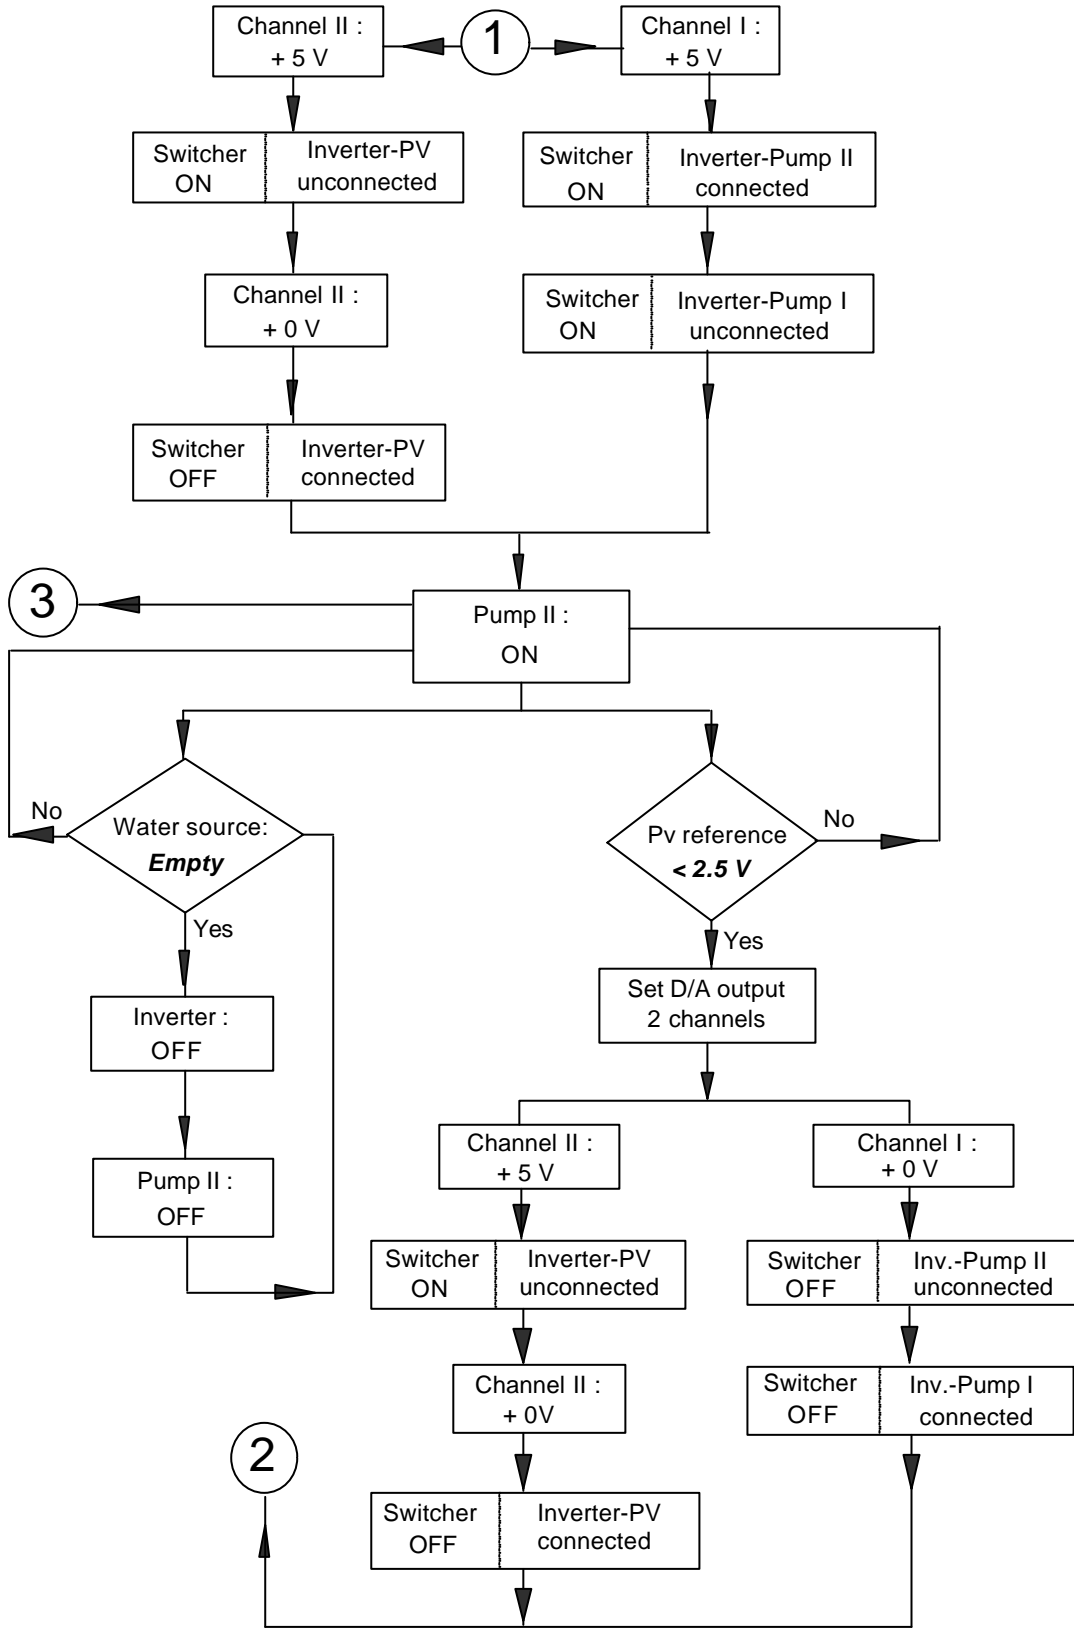 Channel II :
+ 5 V
1
Channel I :
+ 5 V
Switcher
ON
Inverter-PV
unconnected
Switcher
ON
Inverter-Pump II
connected
Channel II :
+ 0 V
Switcher
ON
Inverter-Pump I
unconnected
Switcher
OFF
Inverter-PV
connected
3
Pump II :
ON
No
Water source:
Empty
Yes
Pv reference
< 2.5 V
No
Yes
Inverter :
OFF
Set D/A output
2 channels
Pump II :
OFF
Channel II :
+ 5 V
Channel I :
+ 0 V
Switcher
ON
Inverter-PV
unconnected
Switcher
OFF
Inv.-Pump II
unconnected
Channel II :
+ 0V
Switcher
OFF
Inv.-Pump I
connected
2
Switcher
OFF
Inverter-PV
connected